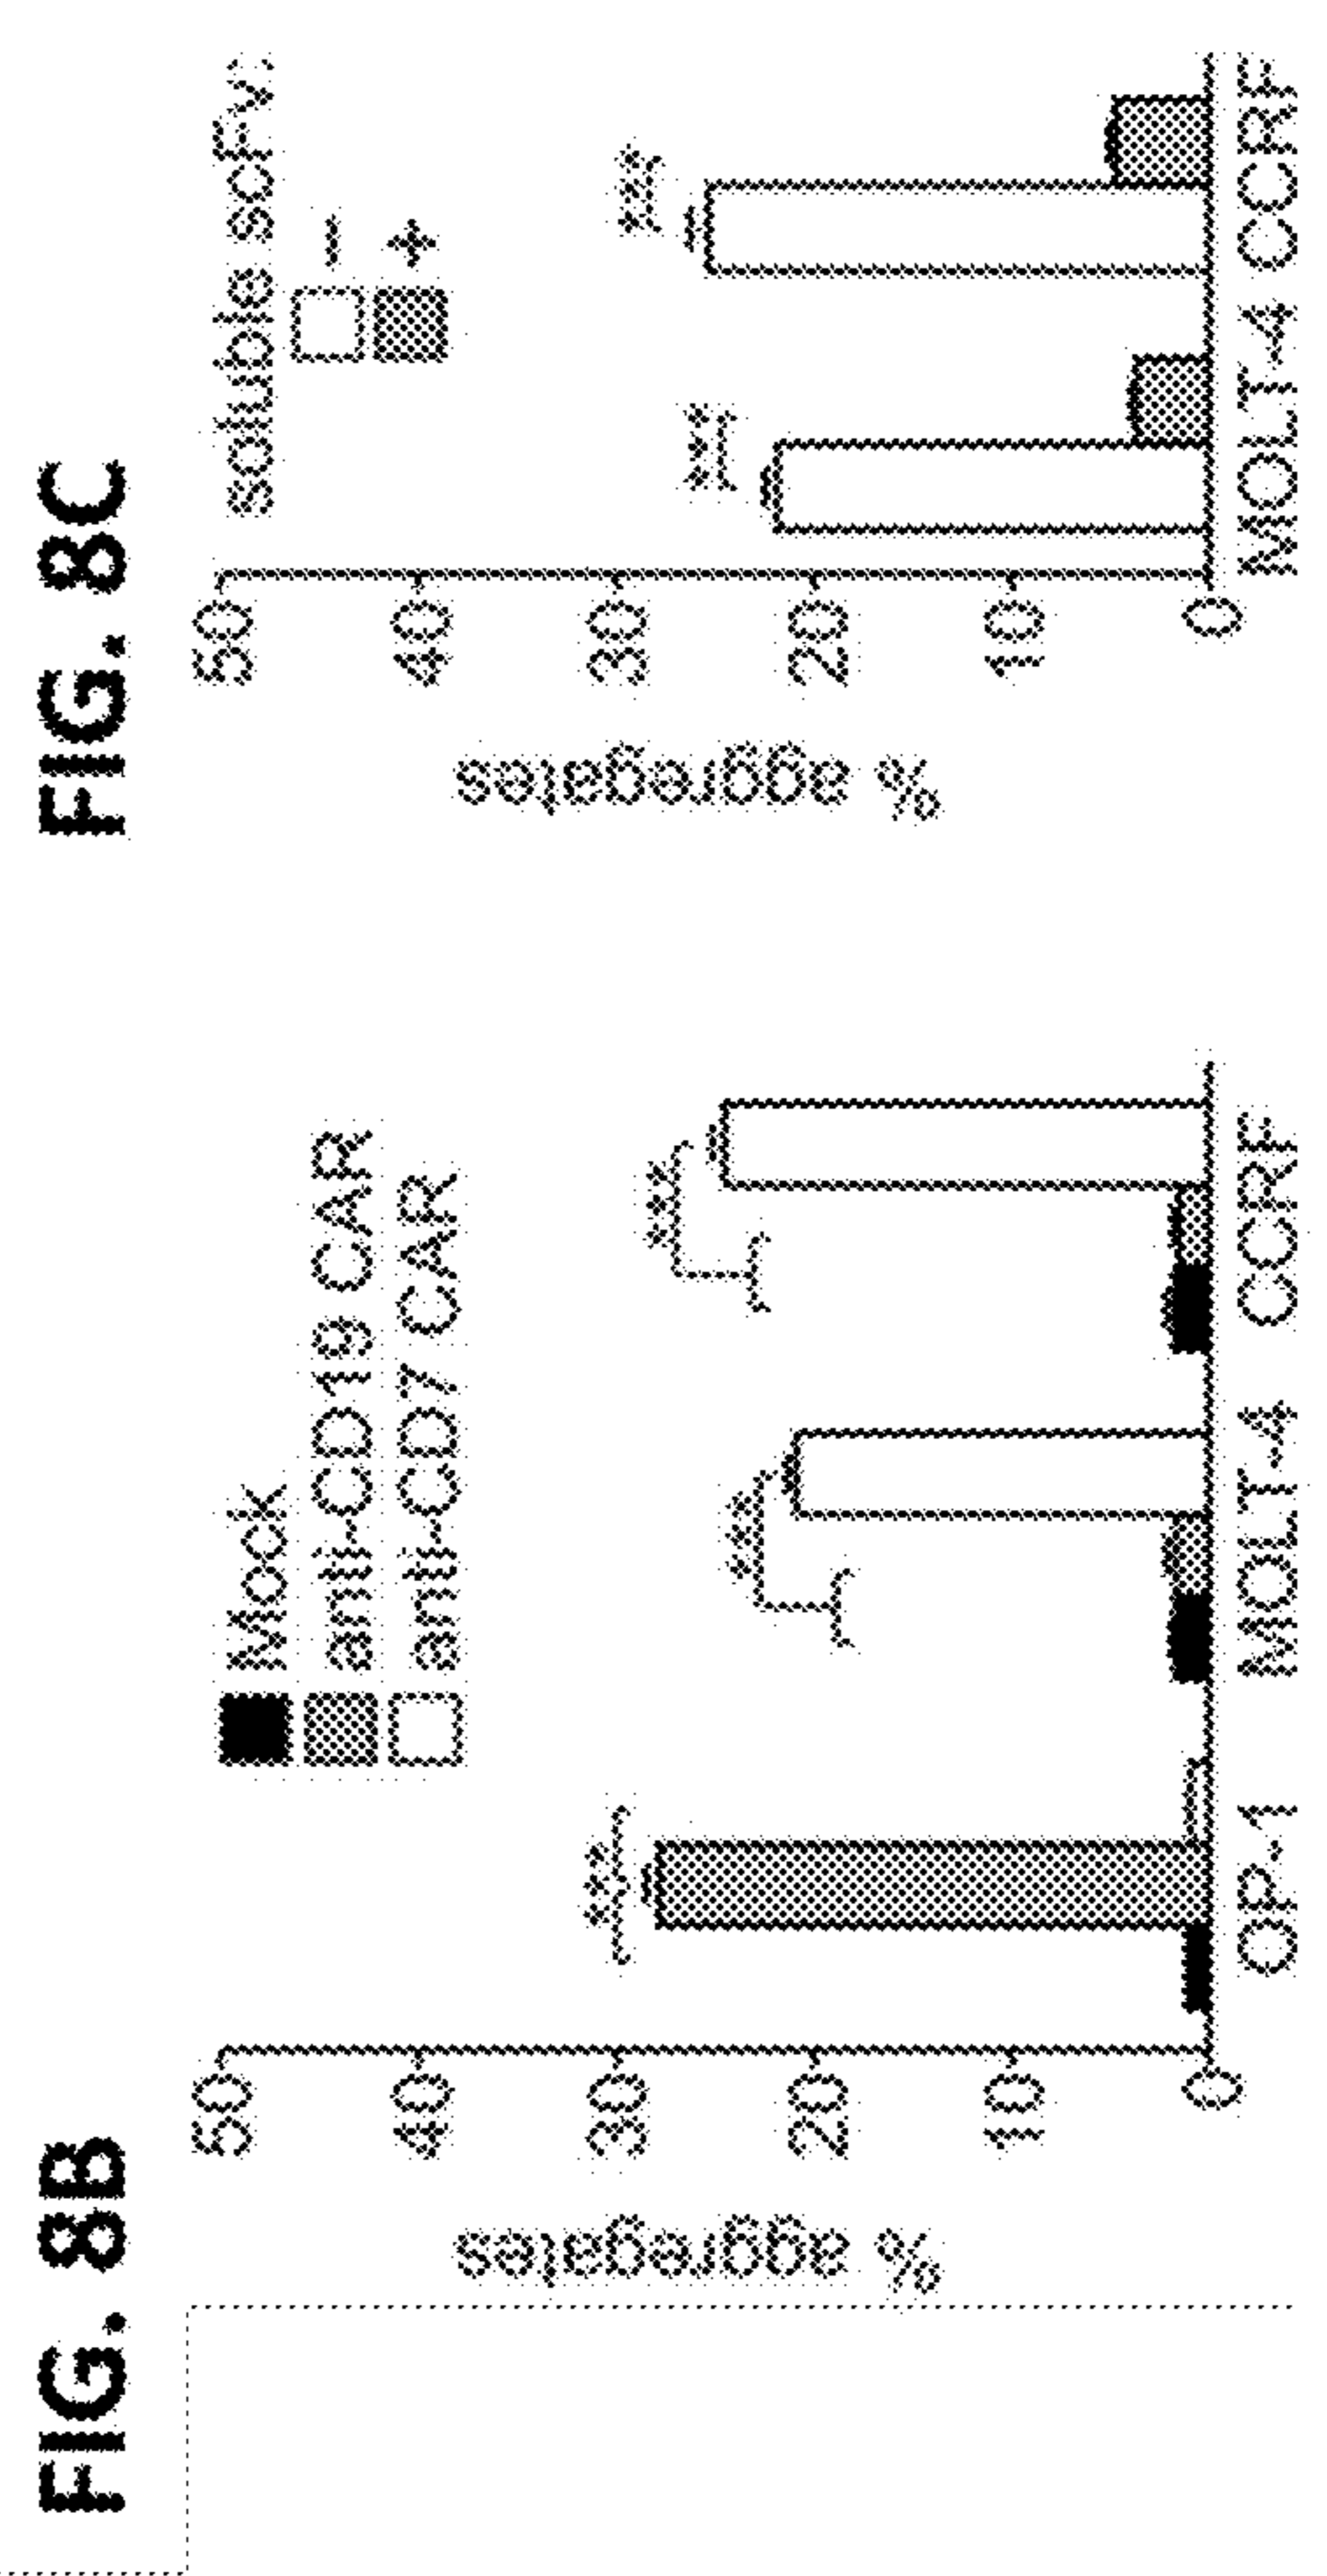 FIG. 8B
% aggregates
50
40
30
20
10
0
Mock
anti-CD19 CAR
anti-CD7 CAR
***
***
***
OP-1 MOLT-4 CCRF
FIG. 8C
% aggregates
50
40
30
20
10
0
soluble scFv:
−
+
***
***
MOLT-4 CCRF